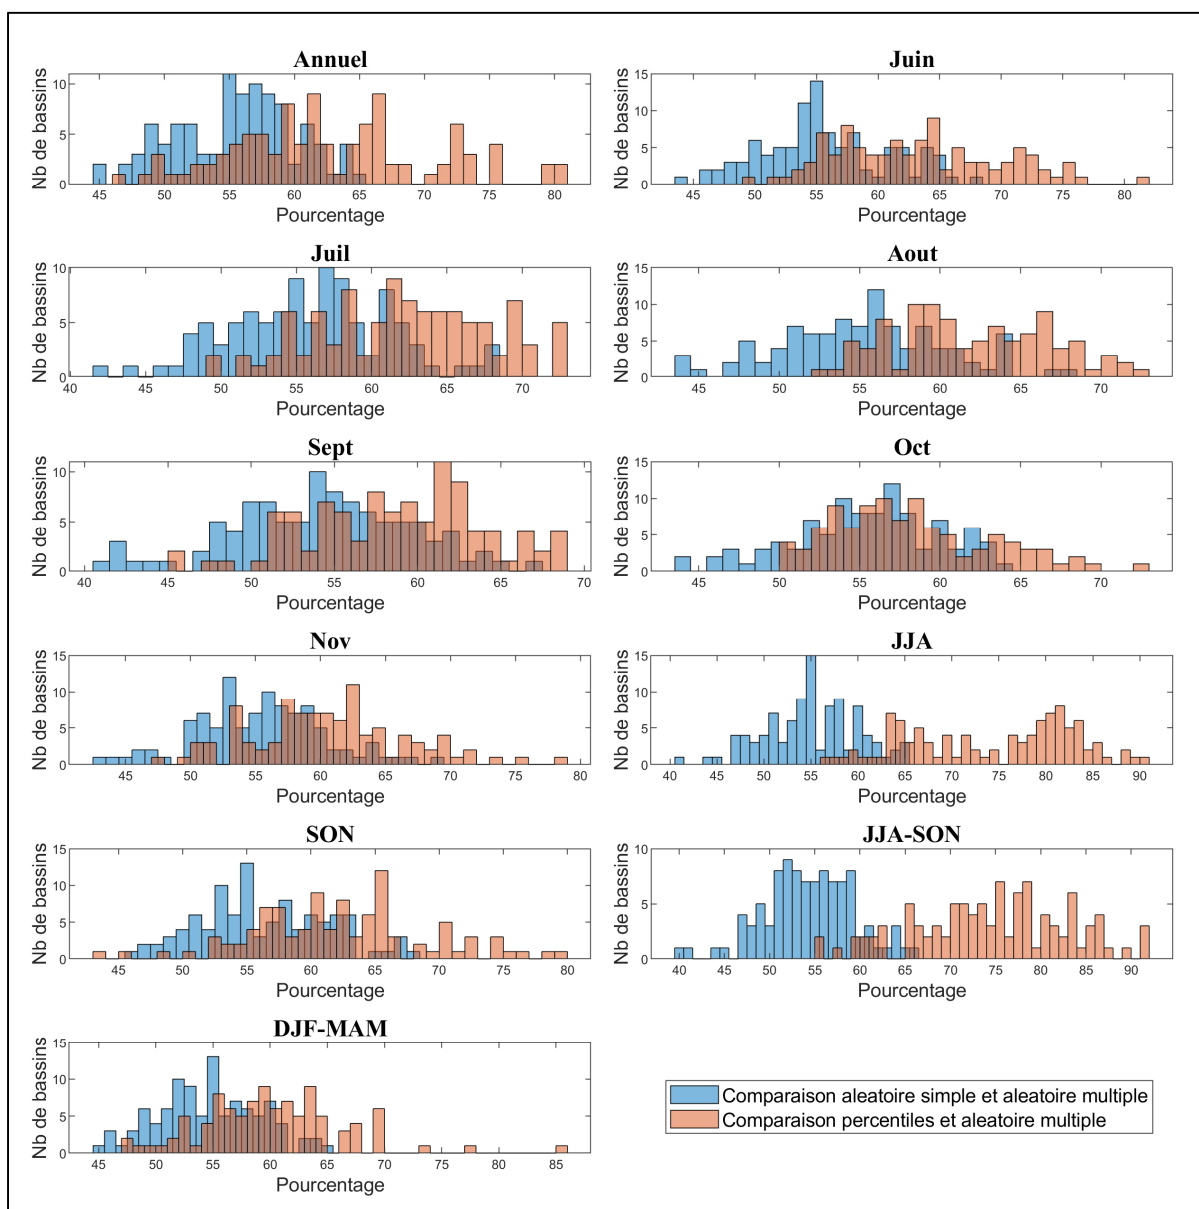 Annuel
Nb de bassins
0 5 10
45 50 55 60 65 70 75 80
Pourcentage
Juin
Nb de bassins
0 5 10 15
45 50 55 60 65 70 75 80
Pourcentage
Juil
Nb de bassins
0 5 10
40 45 50 55 60 65 70
Pourcentage
Aout
Nb de bassins
0 5 10 15
45 50 55 60 65 70
Pourcentage
Sept
Nb de bassins
0 5 10
40 45 50 55 60 65 70
Pourcentage
Oct
Nb de bassins
0 5 10 15
45 50 55 60 65 70
Pourcentage
Nov
Nb de bassins
0 5 10 15
45 50 55 60 65 70 75 80
Pourcentage
JJA
Nb de bassins
0 5 10 15
40 45 50 55 60 65 70 75 80 85 90
Pourcentage
SON
Nb de bassins
0 5 10 15
45 50 55 60 65 70 75 80
Pourcentage
JJA-SON
Nb de bassins
0 5 10
40 45 50 55 60 65 70 75 80 85 90
Pourcentage
DJF-MAM
Nb de bassins
0 5 10 15
45 50 55 60 65 70 75 80 85
Pourcentage
Comparaison aleatoire simple et aleatoire multiple
Comparaison percentiles et aleatoire multiple